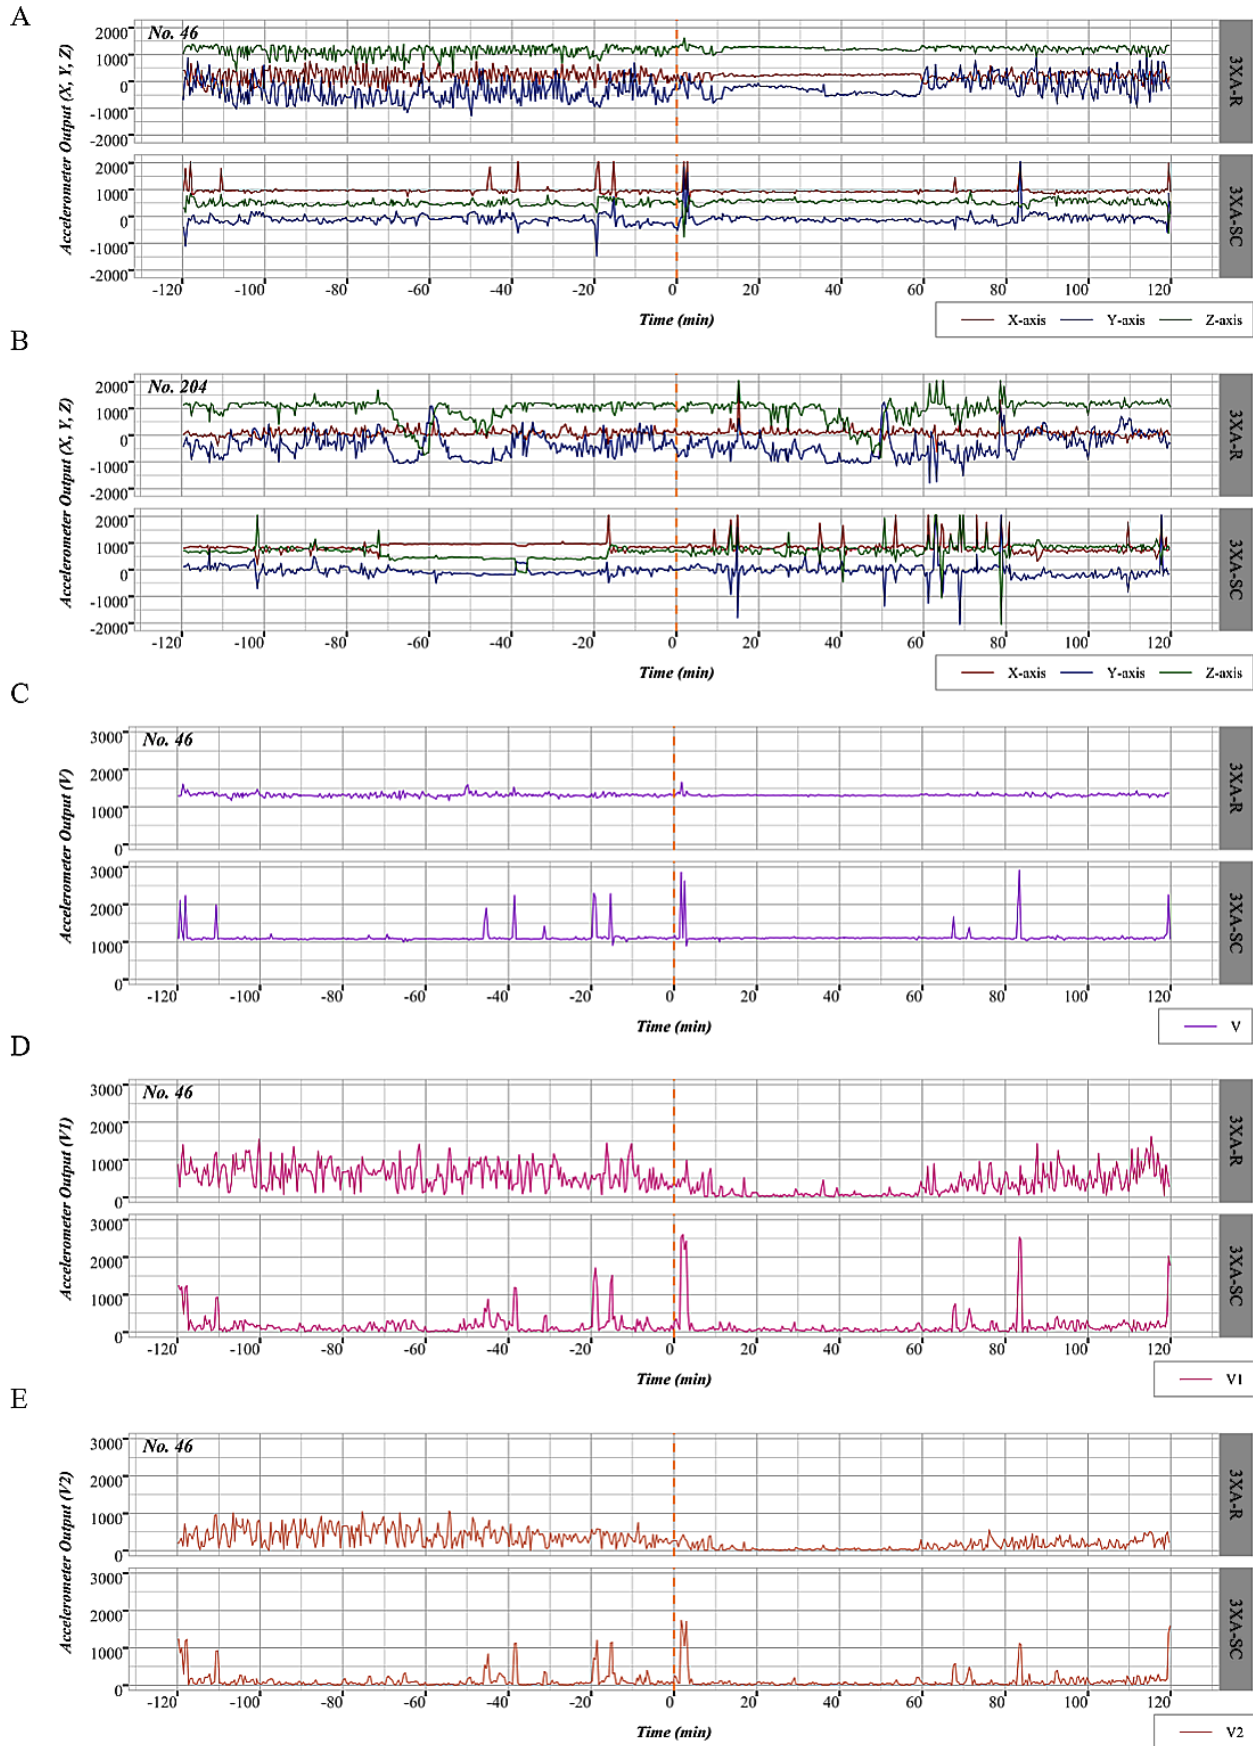 A
No. 46
Accelerometer Output (X, Y, Z)
2000
1000
0
-1000
-2000
3XA-R
2000
1000
0
-1000
-2000
3XA-SC
-120 -100 -80 -60 -40 -20 0 20 40 60 80 100 120
Time (min)
X-axis Y-axis Z-axis
B
No. 204
Accelerometer Output (X, Y, Z)
2000
1000
0
-1000
-2000
3XA-R
2000
1000
0
-1000
-2000
3XA-SC
-120 -100 -80 -60 -40 -20 0 20 40 60 80 100 120
Time (min)
X-axis Y-axis Z-axis
C
No. 46
Accelerometer Output (V)
3000
2000
1000
0
3XA-R
3000
2000
1000
0
3XA-SC
-120 -100 -80 -60 -40 -20 0 20 40 60 80 100 120
Time (min)
V
D
No. 46
Accelerometer Output (V1)
3000
2000
1000
0
3XA-R
3000
2000
1000
0
3XA-SC
-120 -100 -80 -60 -40 -20 0 20 40 60 80 100 120
Time (min)
V1
E
No. 46
Accelerometer Output (V2)
3000
2000
1000
0
3XA-R
3000
2000
1000
0
3XA-SC
-120 -100 -80 -60 -40 -20 0 20 40 60 80 100 120
Time (min)
V2